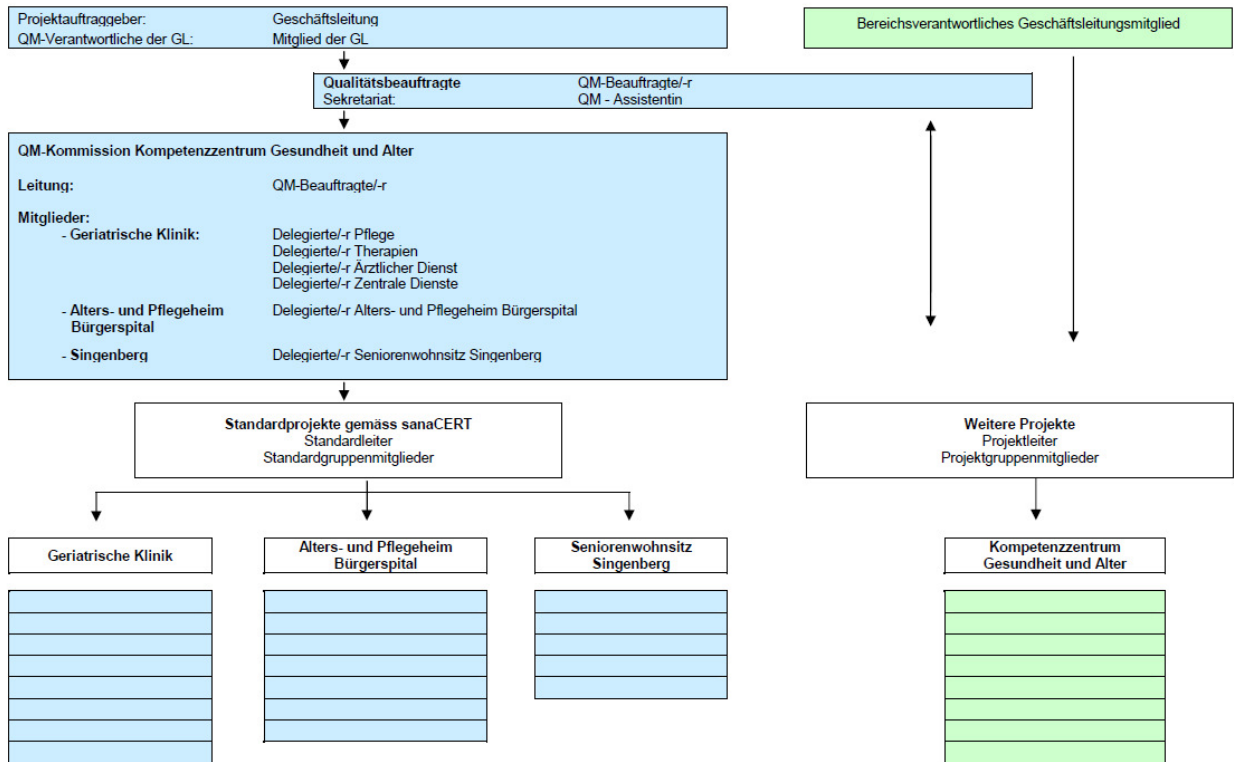 Projektauftraggeber: Geschäftsleitung
QM-Verantwortliche der GL: Mitglied der GL
Bereichsverantwortliches Geschäftsleitungsmitglied
Qualitätsbeauftragte QM-Beauftragte/-r
Sekretariat: QM - Assistentin
QM-Kommission Kompetenzzentrum Gesundheit und Alter
Leitung: QM-Beauftragte/-r
Mitglieder:
- Geriatrische Klinik: Delegierte/-r Pflege
Delegierte/-r Therapien
Delegierte/-r Ärztlicher Dienst
Delegierte/-r Zentrale Dienste
- Alters- und Pflegeheim Delegierte/-r Alters- und Pflegeheim Bürgerspital
Bürgerspital
- Singenberg Delegierte/-r Seniorenwohnsitz Singenberg
Standardprojekte gemäss sanaCERT
Standardleiter
Standardgruppenmitglieder
Weitere Projekte
Projektleiter
Projektgruppenmitglieder
Geriatrische Klinik
Alters- und Pflegeheim
Bürgerspital
Seniorenwohnsitz
Singenberg
Kompetenzzentrum
Gesundheit und Alter